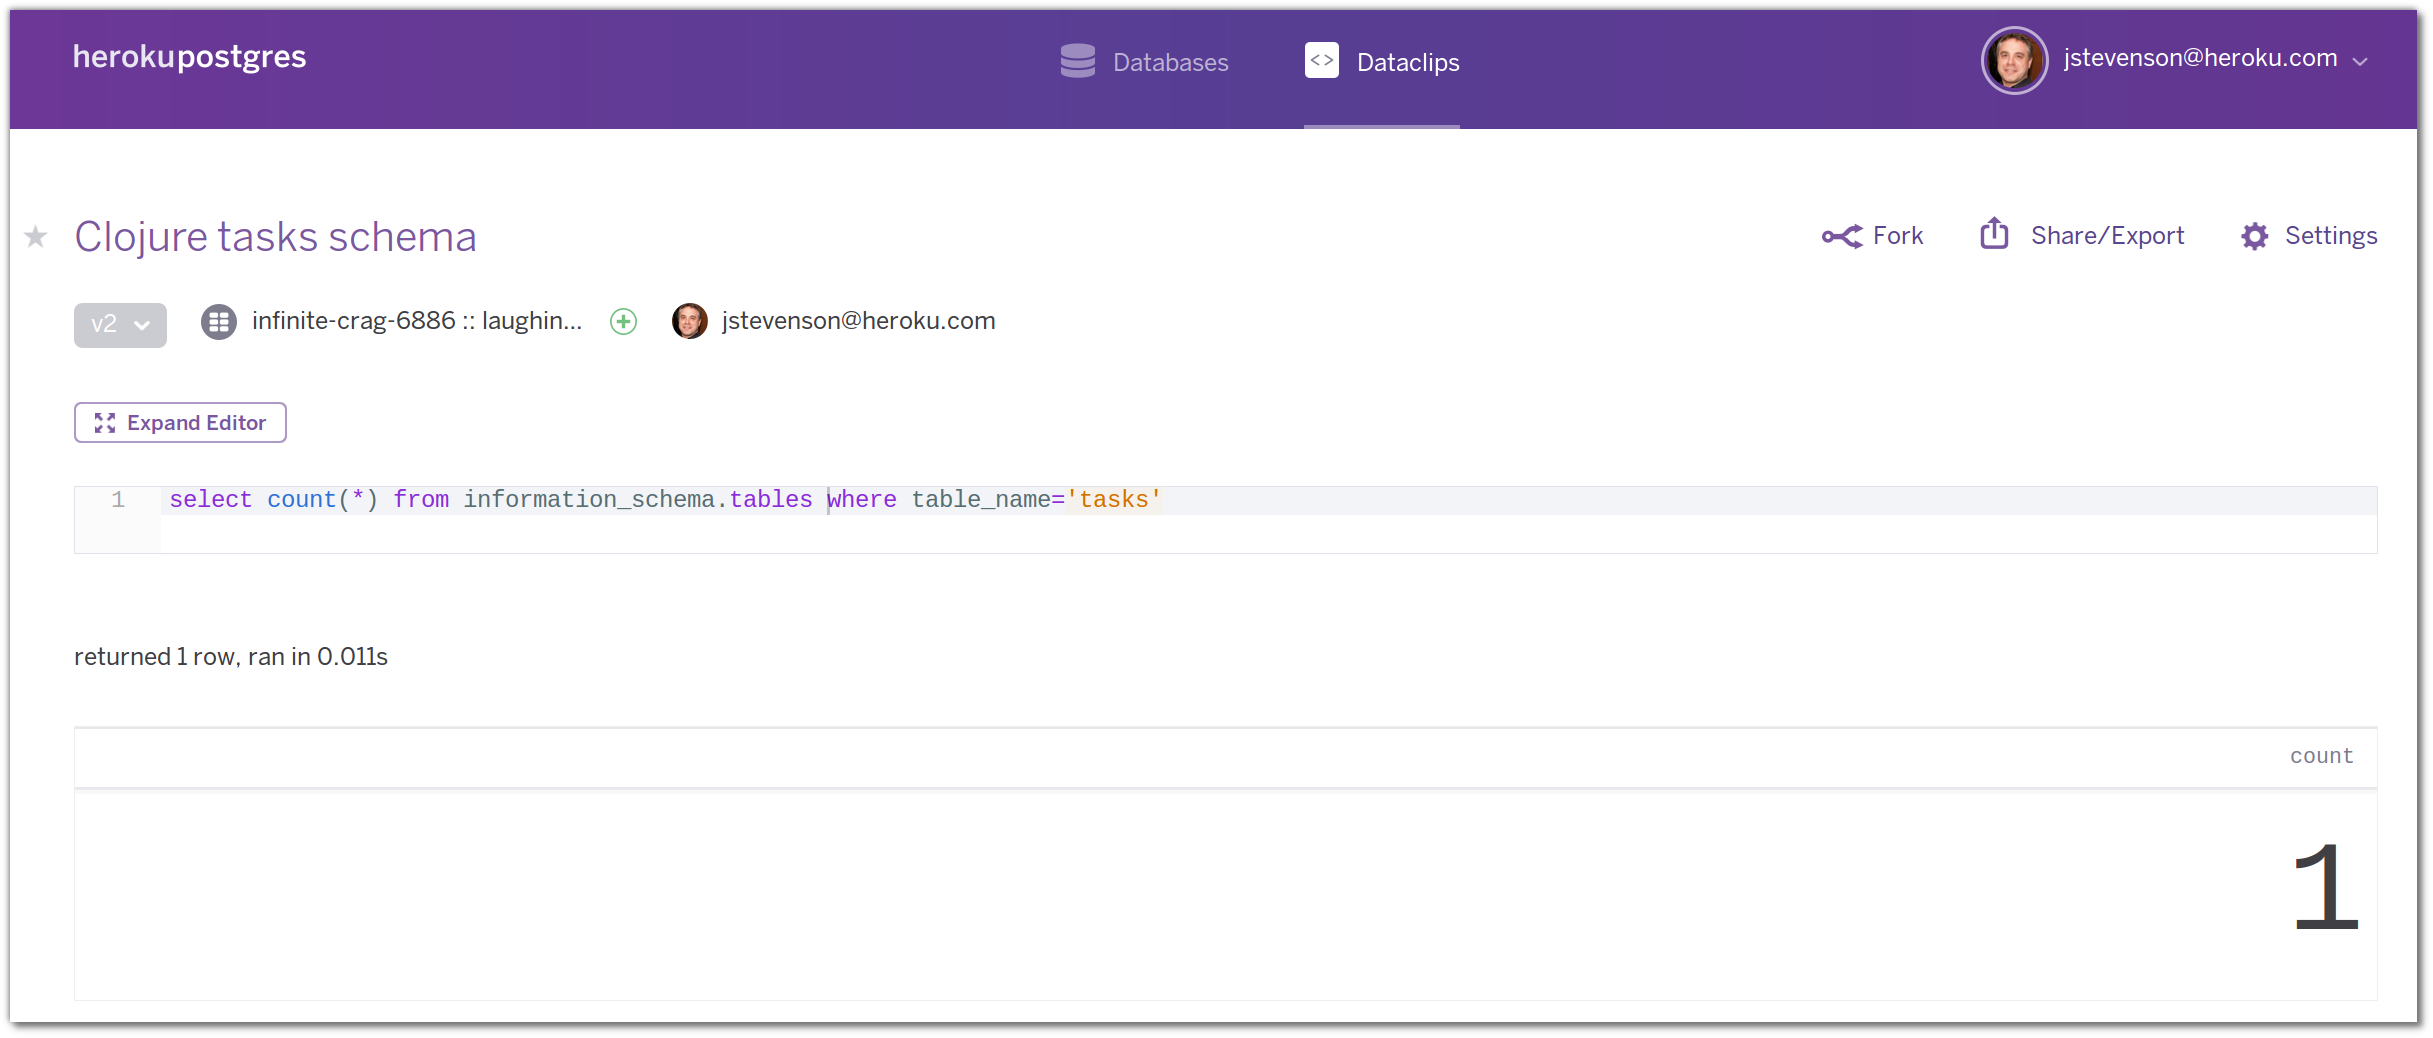 herokupostgres Databases <> Dataclips jstevenson@heroku.com
Clojure tasks schema Fork Share/Export Settings
v2 infinite-crag-6886 :: laughin... jstevenson@heroku.com
Expand Editor
1 select count(*) from information_schema.tables where table_name='tasks'
returned 1 row, ran in 0.011s
count
1